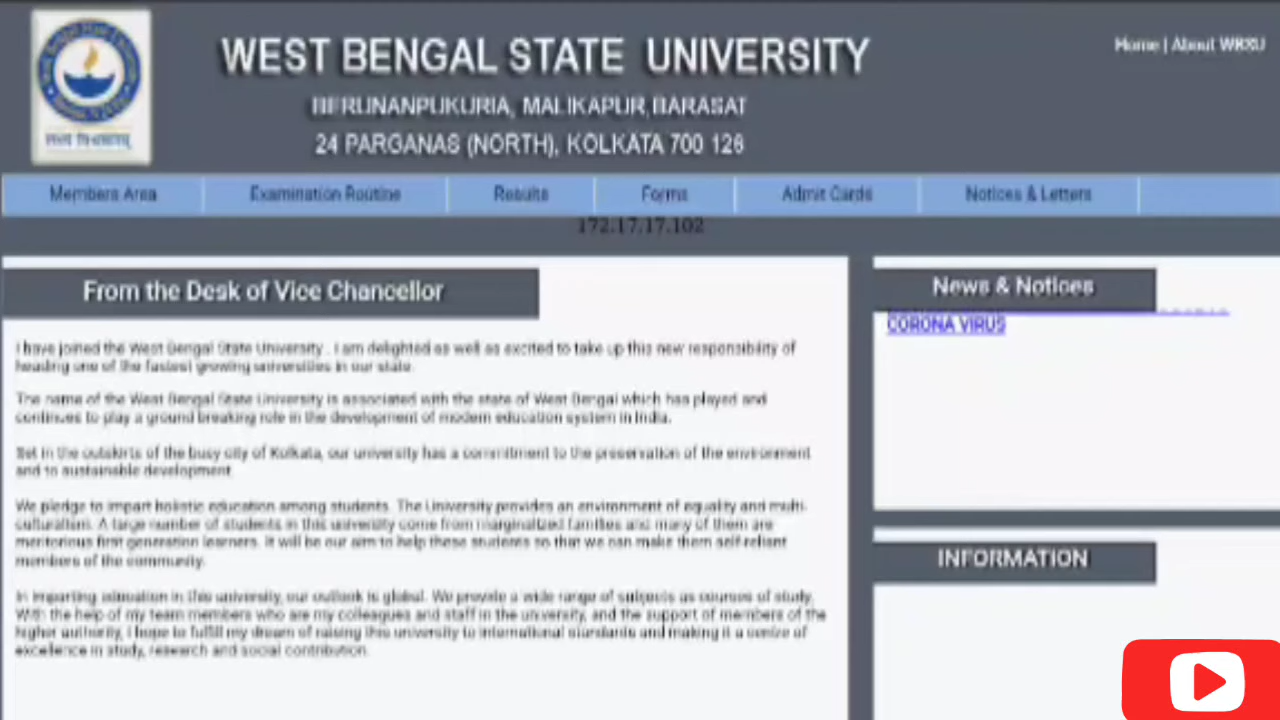 WEST BENGAL STATE UNIVERSITY
BERUNANPUKURIA, MALIKAPUR,BARASAT
24 PARGANAS (NORTH), KOLKATA 700 126
Home | About WBSU
Members Area Examination Routine Results Forms Admit Cards Notices & Letters
172.17.17.102
From the Desk of Vice Chancellor
I have joined the West Bengal State University . I am delighted as well as excited to take up this new responsibility of
heading one of the fastest growing universities in our state.
The name of the West Bengal State University is associated with the state of West Bengal which has played and
continues to play a ground breaking role in the development of modern education system in India.
Set in the outskirts of the busy city of Kolkata, our university has a commitment to the preservation of the environment
and to sustainable development
We pledge to impart holistic education among students. The University provides an environment of equality and multi-
culturalism. A large number of students in this university come from marginalized families and many of them are
meritorious first generation learners. It will be our aim to help these students so that we can make them self-reliant
members of the community.
In imparting education in this university, our outlook is global. We provide a wide range of subjects as courses of study.
With the help of my team members who are my colleagues and staff in the university, and the support of members of the
higher authority, I hope to fulfill my dream of raising this university to international standards and making it a centre of
excellence in study, research and social contribution.
News & Notices
CORONA VIRUS
INFORMATION